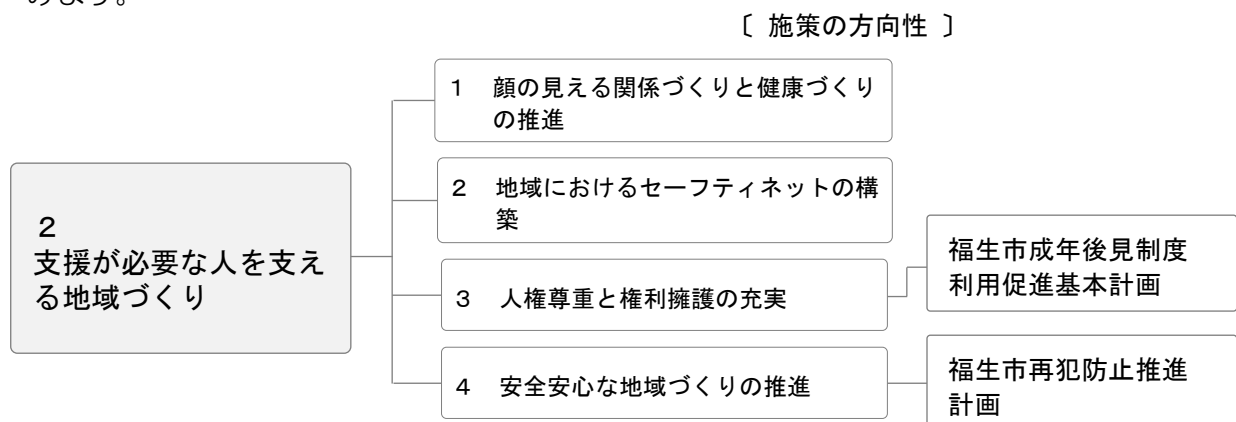 めます。
〔 施策の方向性 〕
１ 顔の見える関係づくりと健康づくり
の推進
２ 地域におけるセーフティネットの構
築
２
支援が必要な人を支え
る地域づくり
３ 人権尊重と権利擁護の充実
福生市成年後見制度
利用促進基本計画
４ 安全安心な地域づくりの推進
福生市再犯防止推進
計画